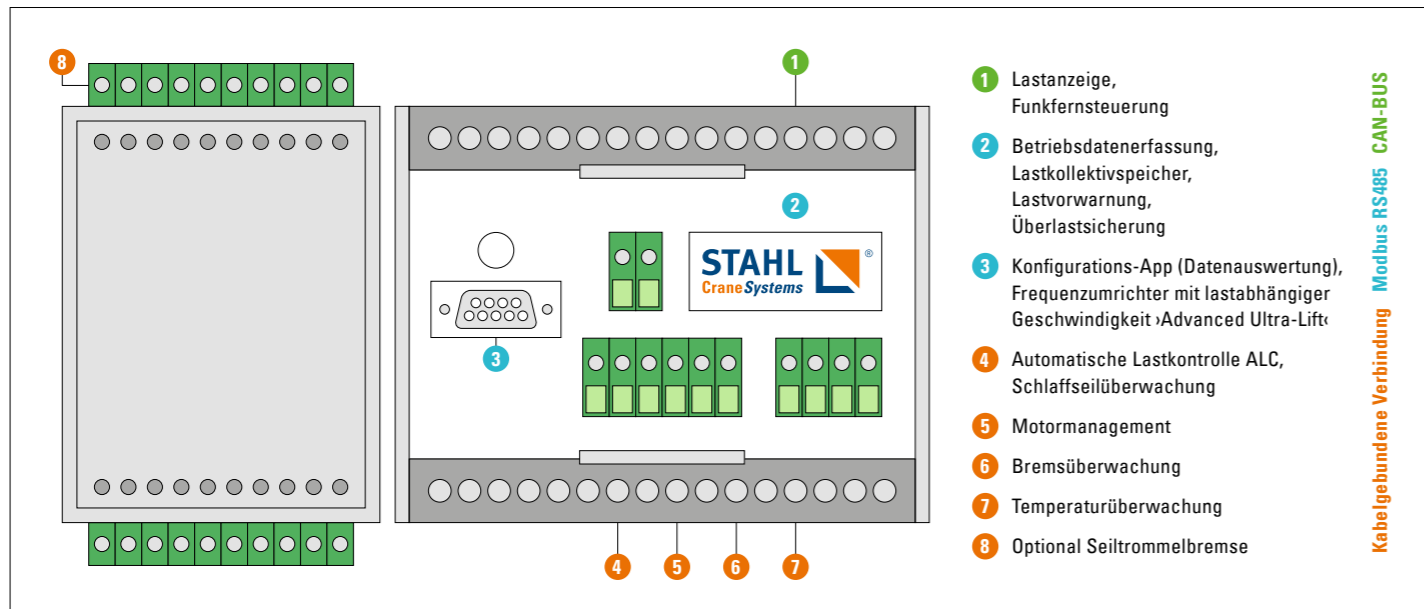 8
1
2
STAHL
CraneSystems
®
3
4
5
6
7
1 Lastanzeige,
Funkfernsteuerung
2 Betriebsdatenerfassung,
Lastkollektivspeicher,
Lastvorwarnung,
Überlastsicherung
3 Konfigurations-App (Datenauswertung),
Frequenzumrichter mit lastabhängiger
Geschwindigkeit ›Advanced Ultra-Lift‹
4 Automatische Lastkontrolle ALC,
Schlaffseilüberwachung
5 Motormanagement
6 Bremsüberwachung
7 Temperaturüberwachung
8 Optional Seiltrommelbremse
Kabelgebundene Verbindung Modbus RS485 CAN-BUS